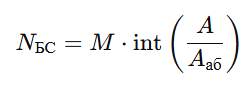 N_БС = M · int (A / A_аб)